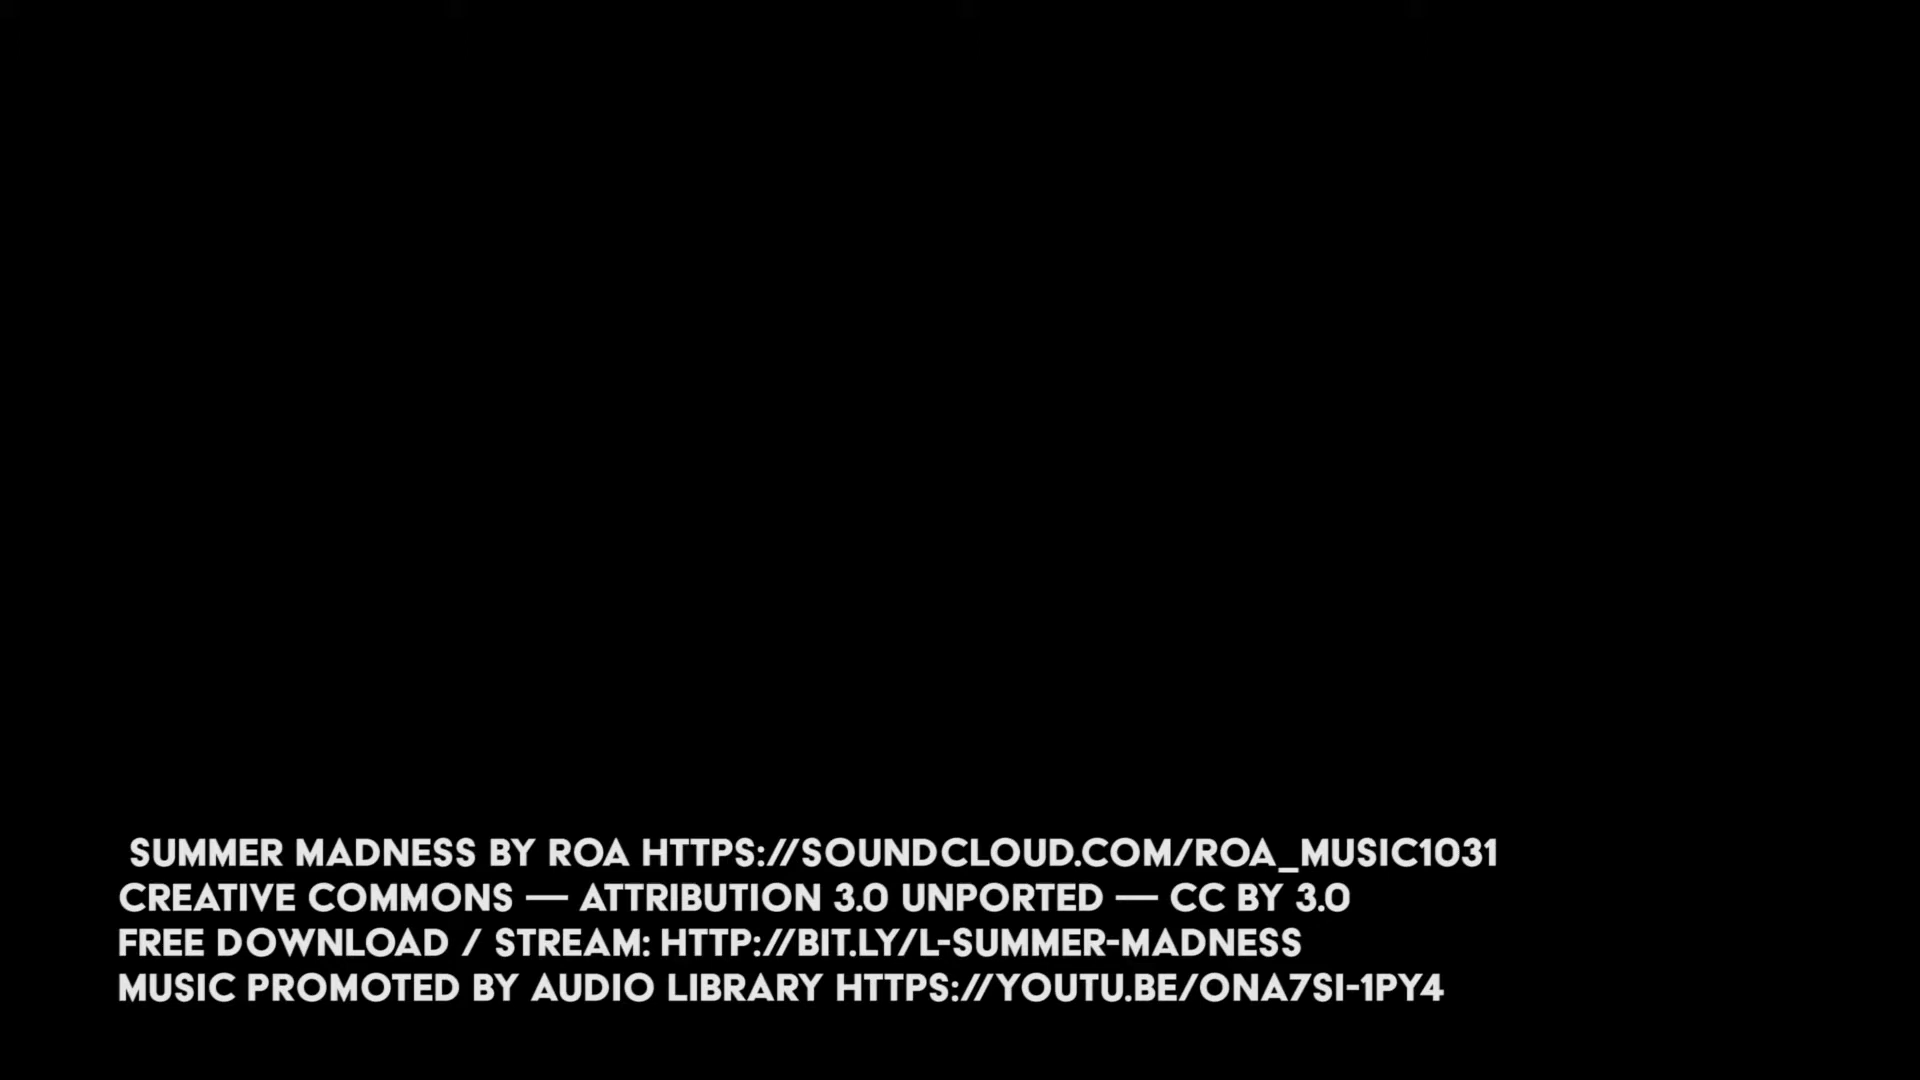 SUMMER MADNESS BY ROA HTTPS://SOUNDCLOUD.COM/ROA_MUSIC1031
CREATIVE COMMONS — ATTRIBUTION 3.0 UNPORTED — CC BY 3.0
FREE DOWNLOAD / STREAM: HTTP://BIT.LY/L-SUMMER-MADNESS
MUSIC PROMOTED BY AUDIO LIBRARY HTTPS://YOUTU.BE/ONA7SI-1PY4